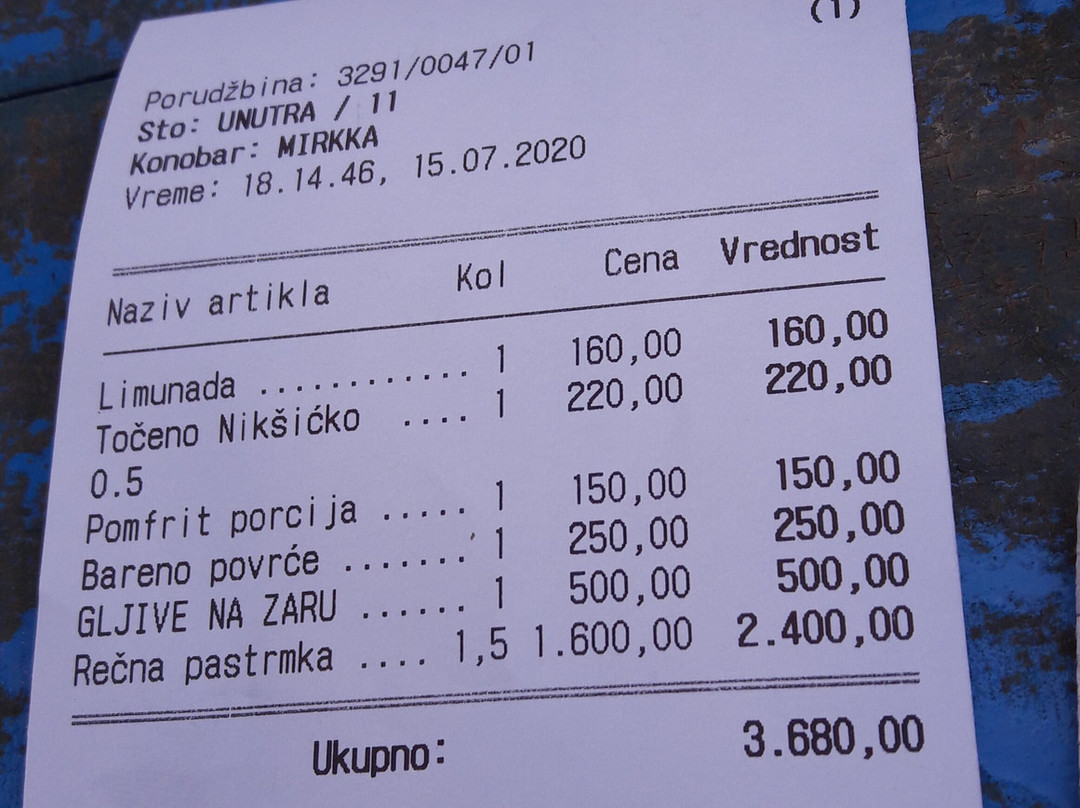 (1)
Porudžbina: 3291/0047/01
Sto: UNUTRA / 11
Konobar: MIRKKA
Vreme: 18.14.46, 15.07.2020
Naziv artikla Kol Cena Vrednost
Limunada ............ 1 160,00 160,00
Točeno Nikšićko .... 1 220,00 220,00
0.5
Pomfrit porcija ..... 1 150,00 150,00
Bareno povrće ....... 1 250,00 250,00
GLJIVE NA ZARU ...... 1 500,00 500,00
Rečna pastrmka .... 1,5 1.600,00 2.400,00
Ukupno: 3.680,00